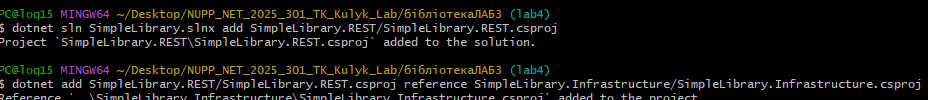 PC@loq15 MINGW64 ~/Desktop/NUPP_NET_2025_301_TK_Kulyk_Lab/бібліотекаЛАБ3 (lab4)
$ dotnet sln SimpleLibrary.slnx add SimpleLibrary.REST/SimpleLibrary.REST.csproj
Project `SimpleLibrary.REST\SimpleLibrary.REST.csproj` added to the solution.
PC@loq15 MINGW64 ~/Desktop/NUPP_NET_2025_301_TK_Kulyk_Lab/бібліотекаЛАБ3 (lab4)
$ dotnet add SimpleLibrary.REST/SimpleLibrary.REST.csproj reference SimpleLibrary.Infrastructure/SimpleLibrary.Infrastructure.csproj
Reference `..\SimpleLibrary.Infrastructure\SimpleLibrary.Infrastructure.csproj` added to the project.